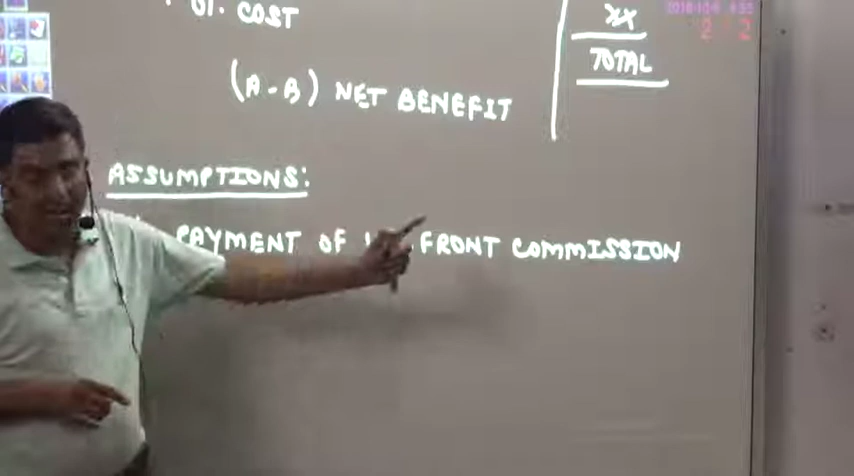 COST
XX
TOTAL
(A-B) NET BENEFIT
ASSUMPTIONS:
PAYMENT OF FRONT COMMISSION